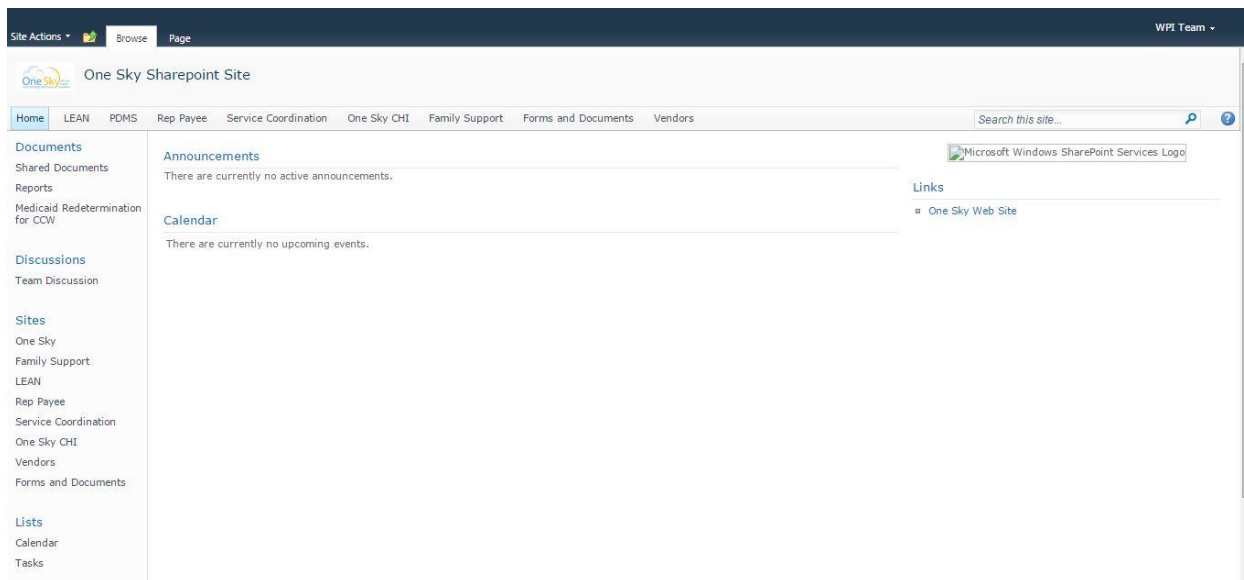 WPI Team
Site Actions
Browse
Page
One Sky
One Sky Sharepoint Site
Home
LEAN
PDMS
Rep Payee
Service Coordination
One Sky CHI
Family Support
Forms and Documents
Vendors
Search this site...
Documents
Shared Documents
Reports
Medicaid Redetermination
for CCW
Discussions
Team Discussion
Sites
One Sky
Family Support
LEAN
Rep Payee
Service Coordination
One Sky CHI
Vendors
Forms and Documents
Lists
Calendar
Tasks
Announcements
There are currently no active announcements.
Calendar
There are currently no upcoming events.
Microsoft Windows SharePoint Services Logo
Links
One Sky Web Site